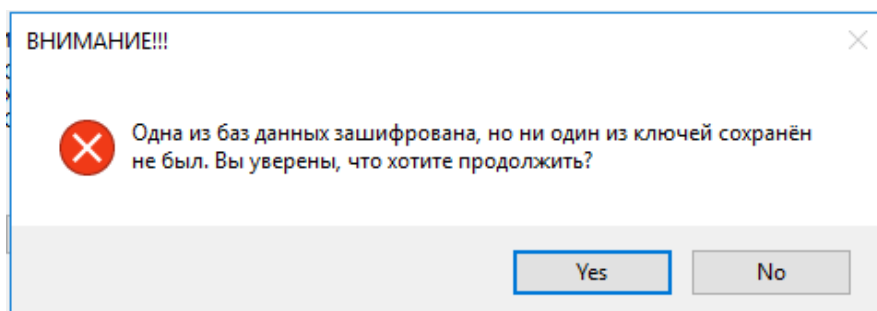 ВНИМАНИЕ!!!
Одна из баз данных зашифрована, но ни один из ключей сохранён
не был. Вы уверены, что хотите продолжить?
Yes No